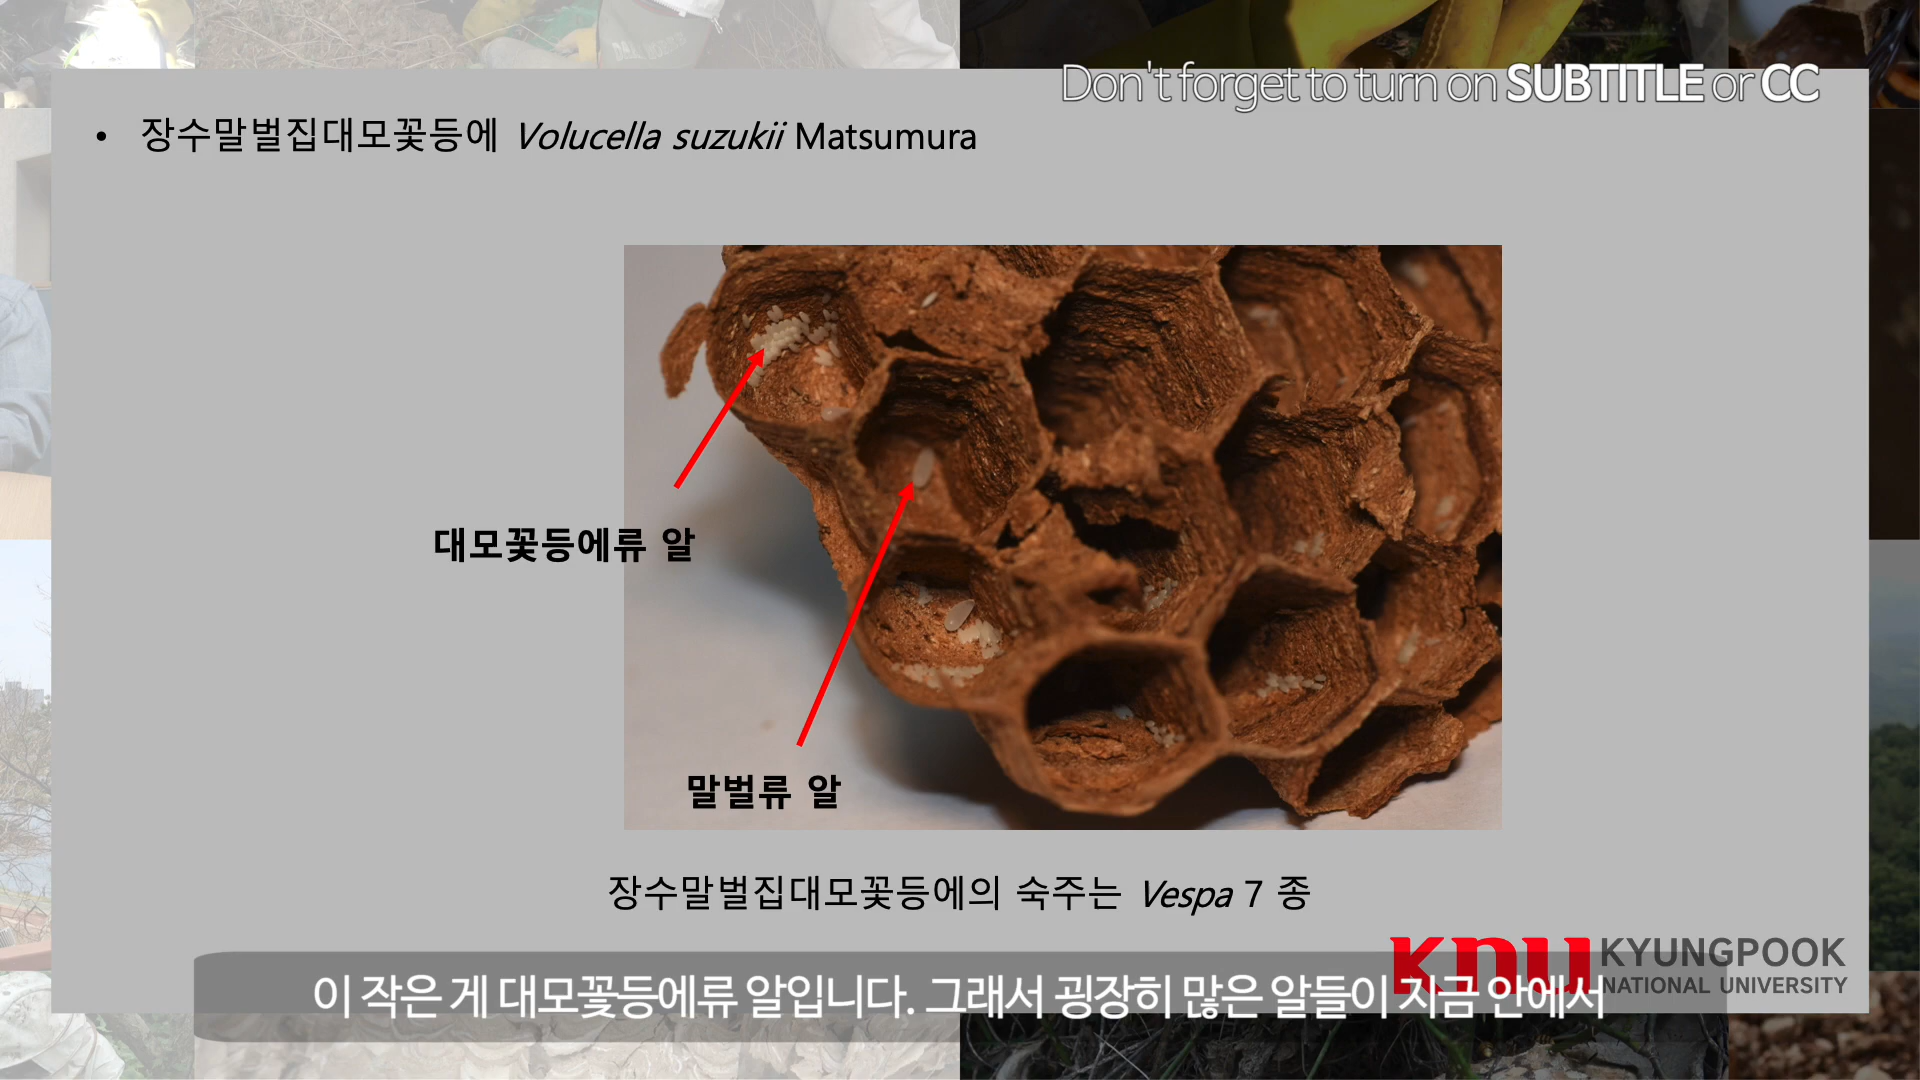 Don't forget to turn on SUBTITLE or CC
• 장수말벌집대모꽃등에 Volucella suzukii Matsumura
대모꽃등에류 알
말벌류 알
장수말벌집대모꽃등에의 숙주는 Vespa 7 종
knu KYUNGPOOK
NATIONAL UNIVERSITY
이 작은 게 대모꽃등에류 알입니다. 그래서 굉장히 많은 알들이 지금 안에서